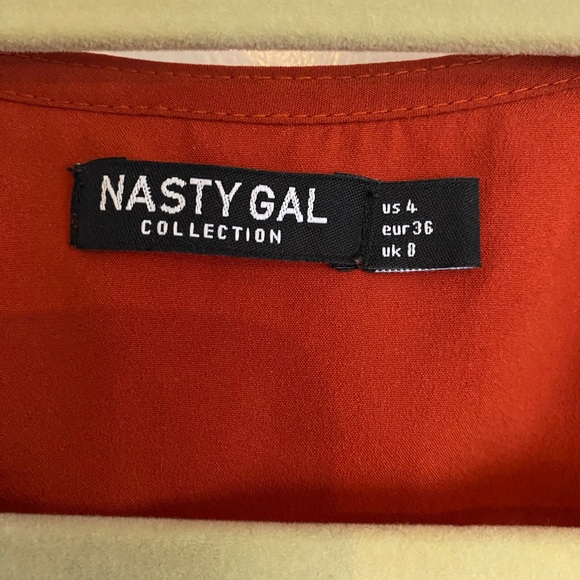 NASTY GAL
COLLECTION
us 4
eur 36
uk 8